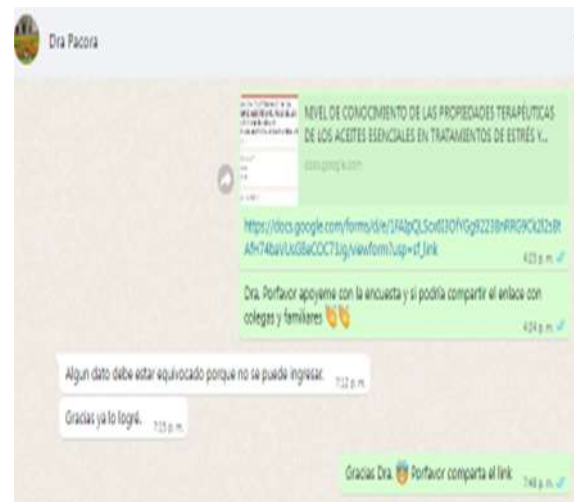 Dra Pacora
NIVEL DE CONOCIMIENTO DE LAS PROPIEDADES TERAPÉUTICAS
DE LOS ACEITES ESENCIALES EN TRATAMIENTOS DE ESTRÉS Y...
docs.google.com
4:23 p. m.
Dra. Porfavor apoyeme con la encuesta y si podría compartir el enlace con
colegas y familiares
4:24 p. m.
Algun dato debe estar equivocado porque no se puede ingresar.
7:12 p. m.
Gracias ya lo logré.
7:15 p. m.
Gracias Dra. Porfavor comparta el link
7:48 p. m.